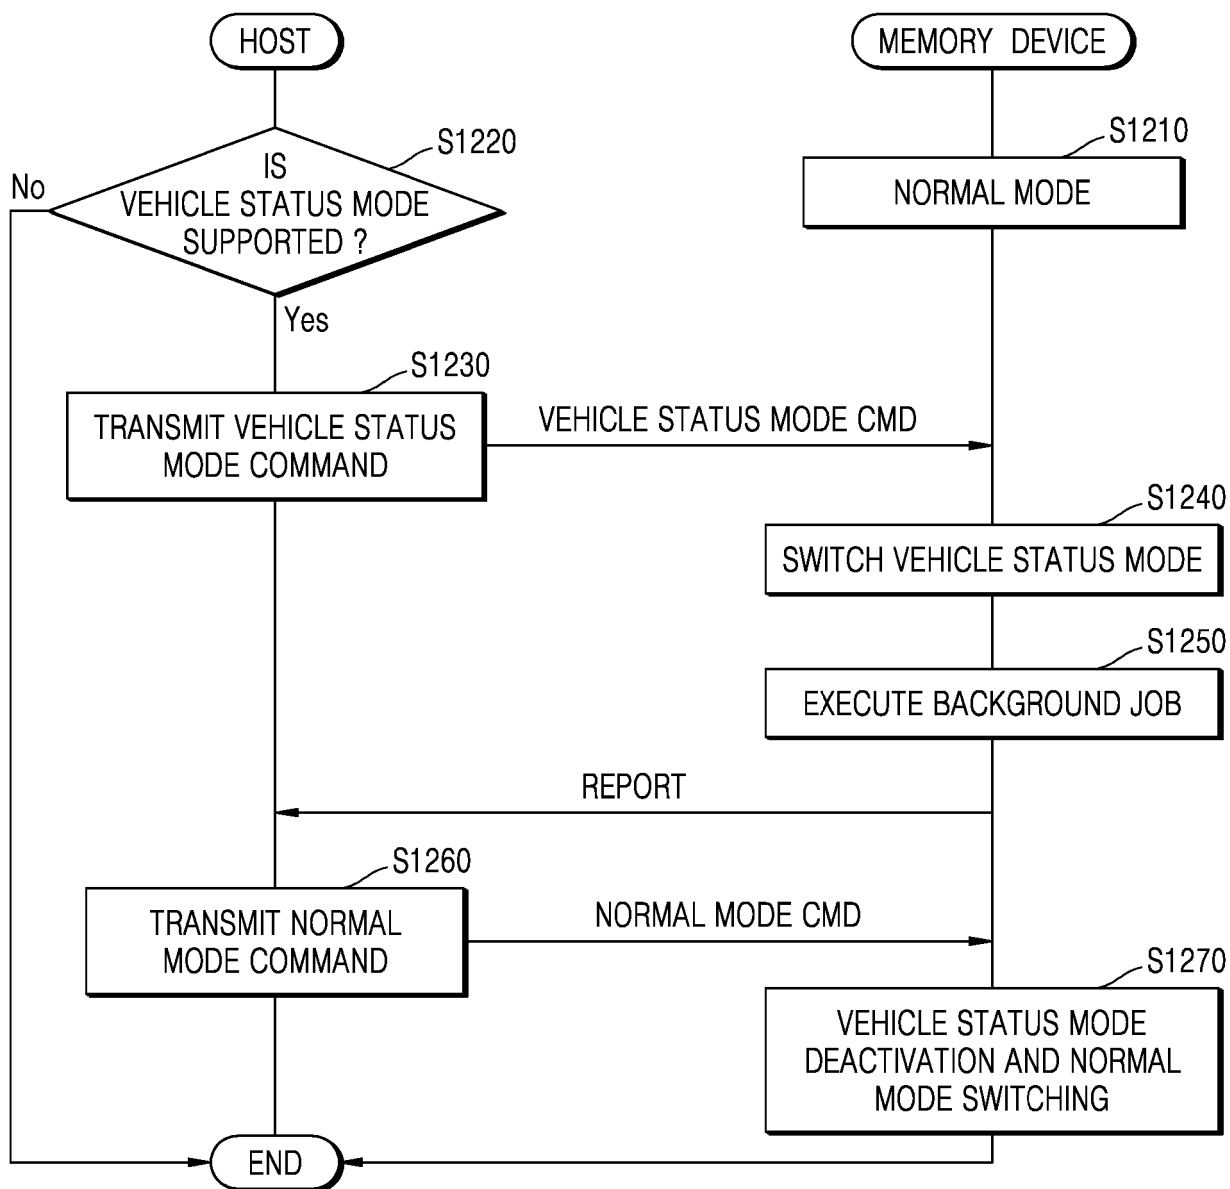 HOST
MEMORY DEVICE
S1220
S1210
IS
VEHICLE STATUS MODE
SUPPORTED ?
No
NORMAL MODE
Yes
S1230
TRANSMIT VEHICLE STATUS
MODE COMMAND
VEHICLE STATUS MODE CMD
S1240
SWITCH VEHICLE STATUS MODE
S1250
EXECUTE BACKGROUND JOB
REPORT
S1260
TRANSMIT NORMAL
MODE COMMAND
NORMAL MODE CMD
S1270
VEHICLE STATUS MODE
DEACTIVATION AND NORMAL
MODE SWITCHING
END